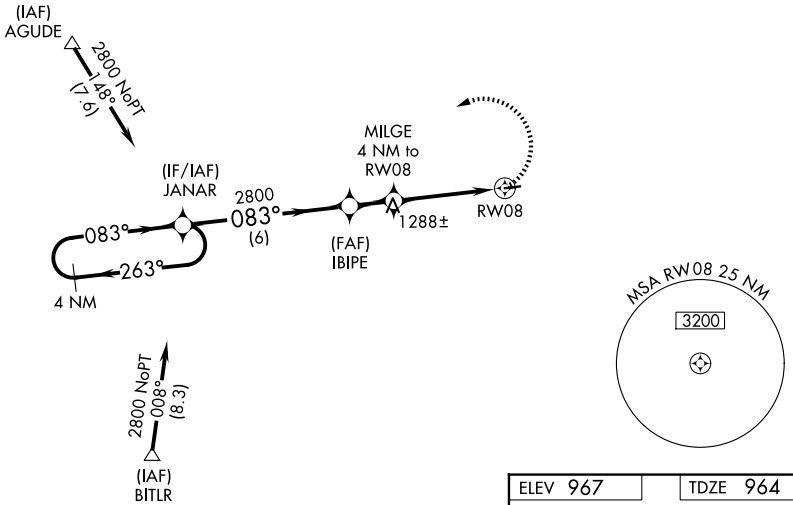 (IAF)
AGUDE
2800 NoPT
148°
(7.6)
MILGE
4 NM to
RW08
(IF/IAF)
JANAR
2800
083°
(6)
083°
263°
4 NM
1288±
RW08
(FAF)
IBIPE
MSA RW08 25 NM
3200
2800 NoPT
008°
(8.3)
(IAF)
BITLR
ELEV 967
TDZE 964